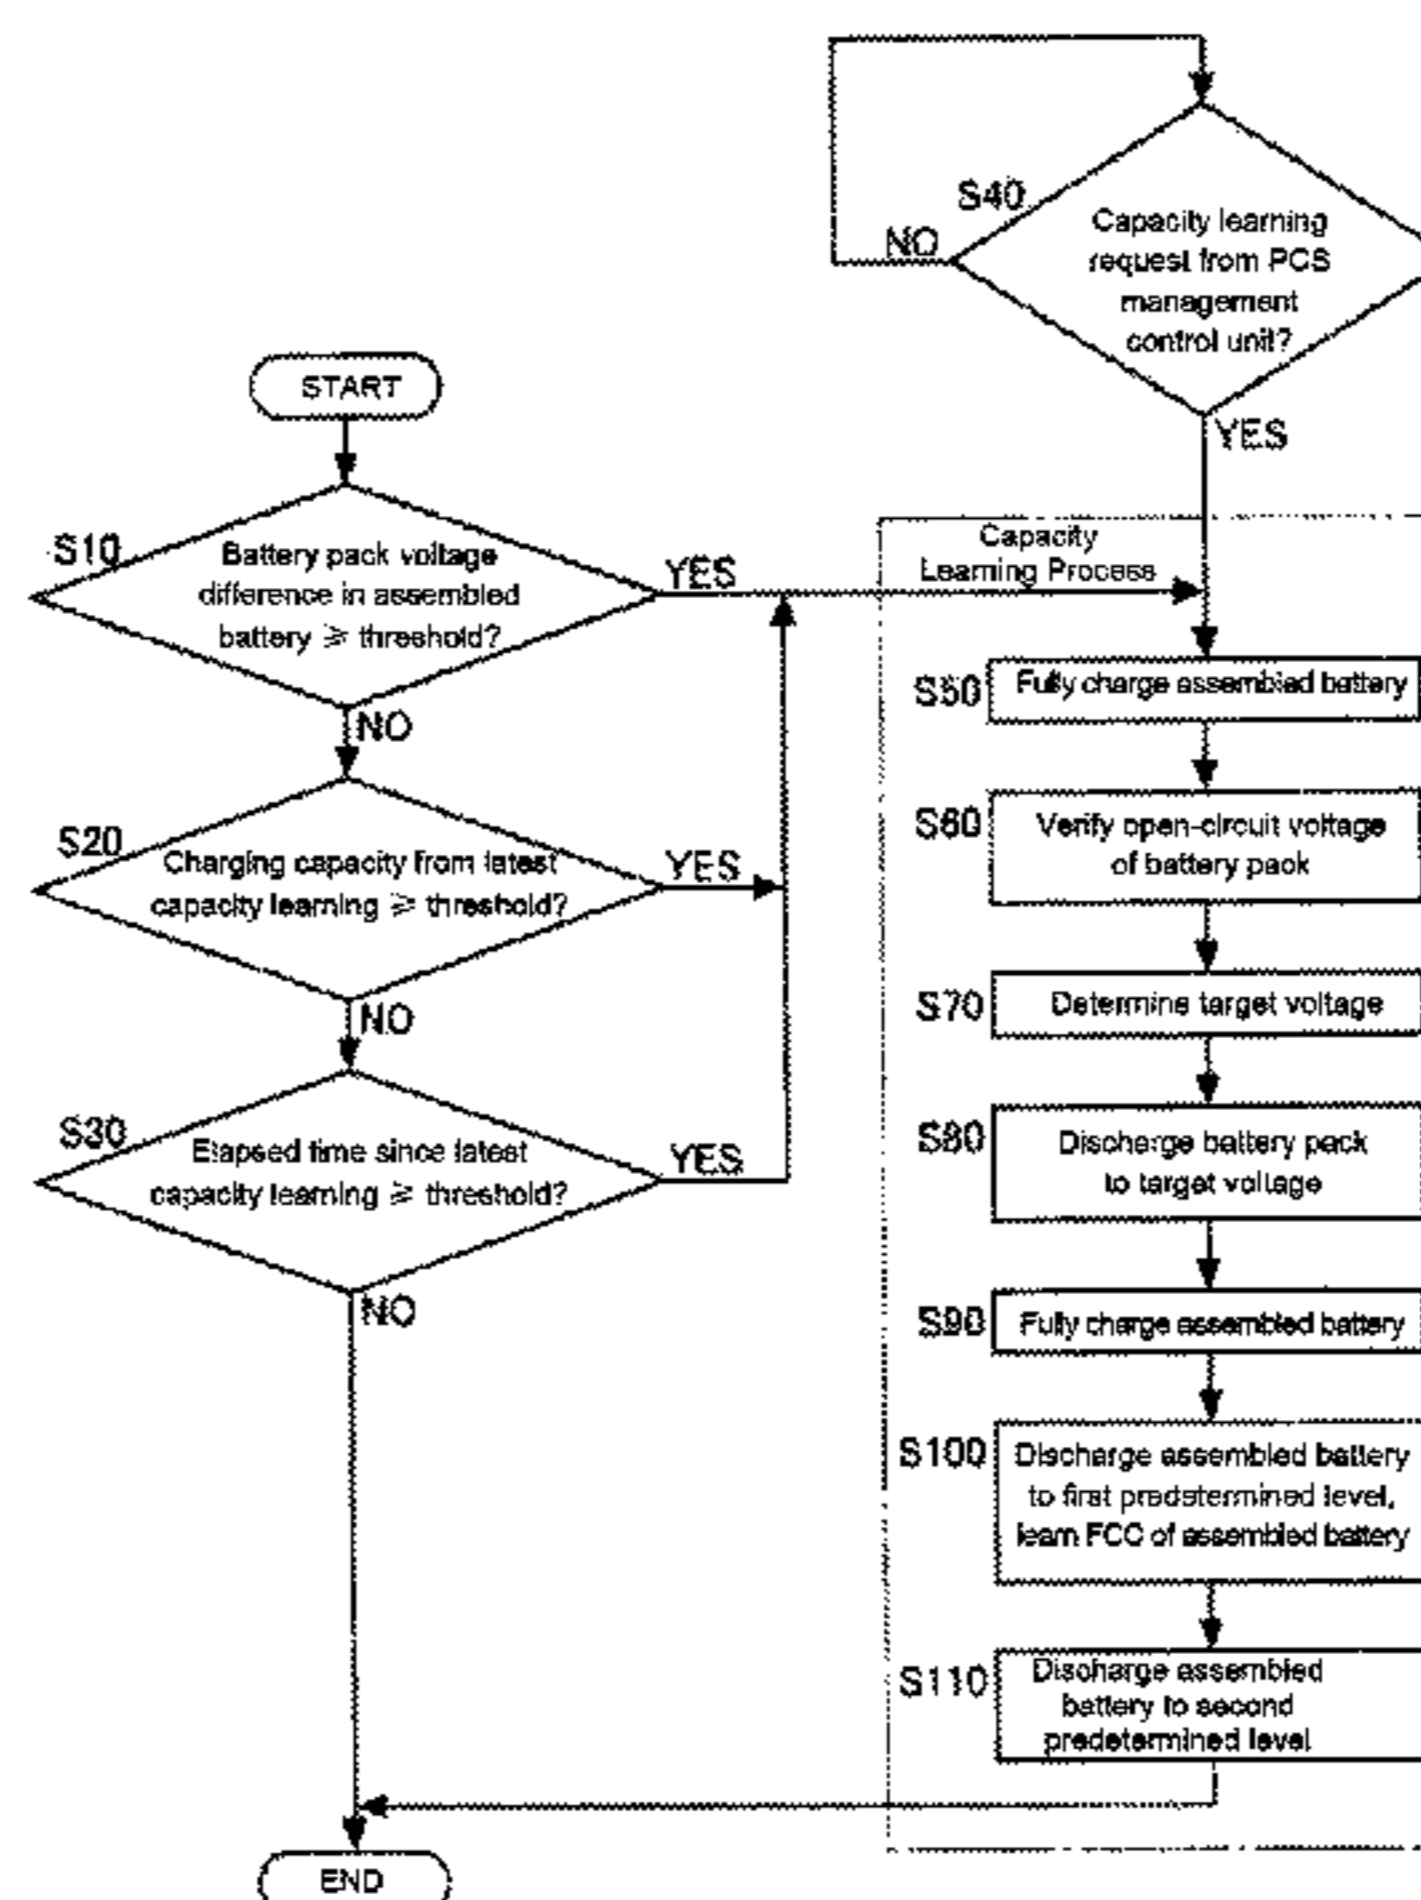 S40
NO
Capacity learning
request from PCS
management
control unit?
YES
START
S10
Battery pack voltage
difference in assembled
battery ≥ threshold?
YES
NO
Capacity
Learning Process
S20
Charging capacity from latest
capacity learning ≥ threshold?
YES
NO
S30
Elapsed time since latest
capacity learning ≥ threshold?
YES
NO
S50
Fully charge assembled battery
S60
Verify open-circuit voltage
of battery pack
S70
Determine target voltage
S80
Discharge battery pack
to target voltage
S90
Fully charge assembled battery
S100
Discharge assembled battery
to first predetermined level,
learn FCC of assembled battery
S110
Discharge assembled
battery to second
predetermined level
END